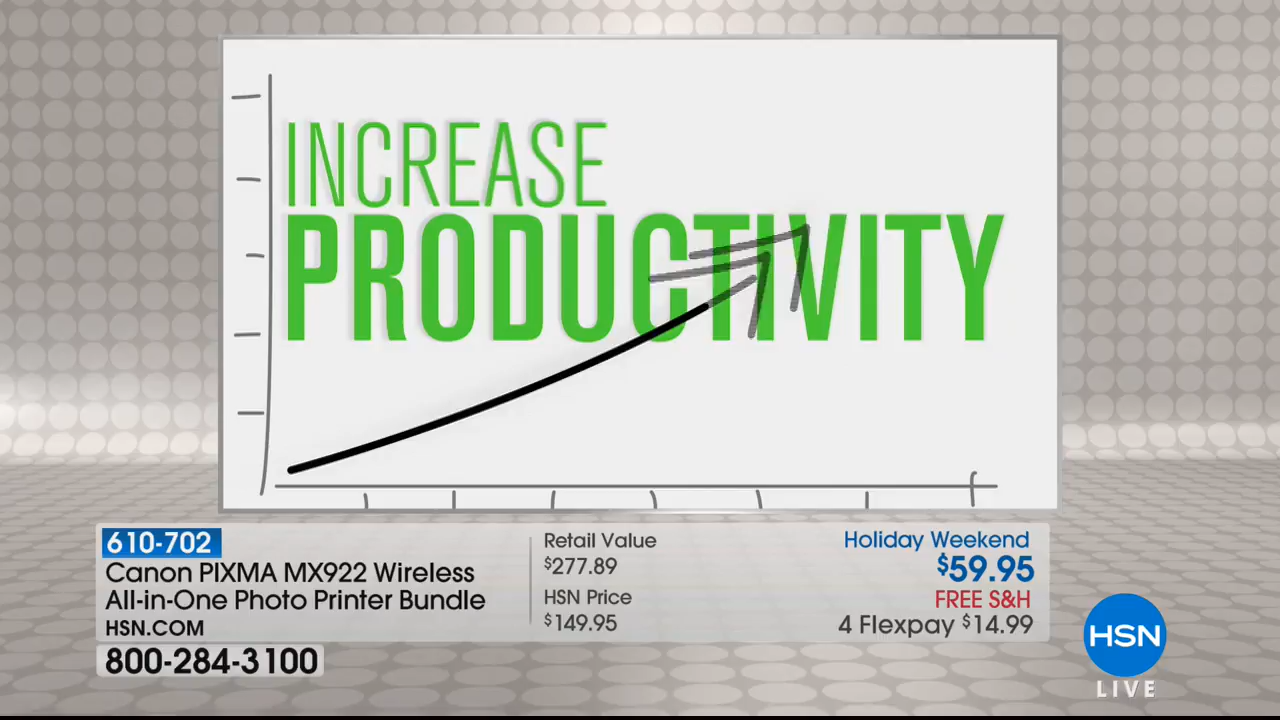 INCREASE
PRODUCTIVITY
610-702
Canon PIXMA MX922 Wireless
All-in-One Photo Printer Bundle
HSN.COM
800-284-3100
Retail Value
$277.89
HSN Price
$149.95
Holiday Weekend
$59.95
FREE S&H
4 Flexpay $14.99
HSN
LIVE